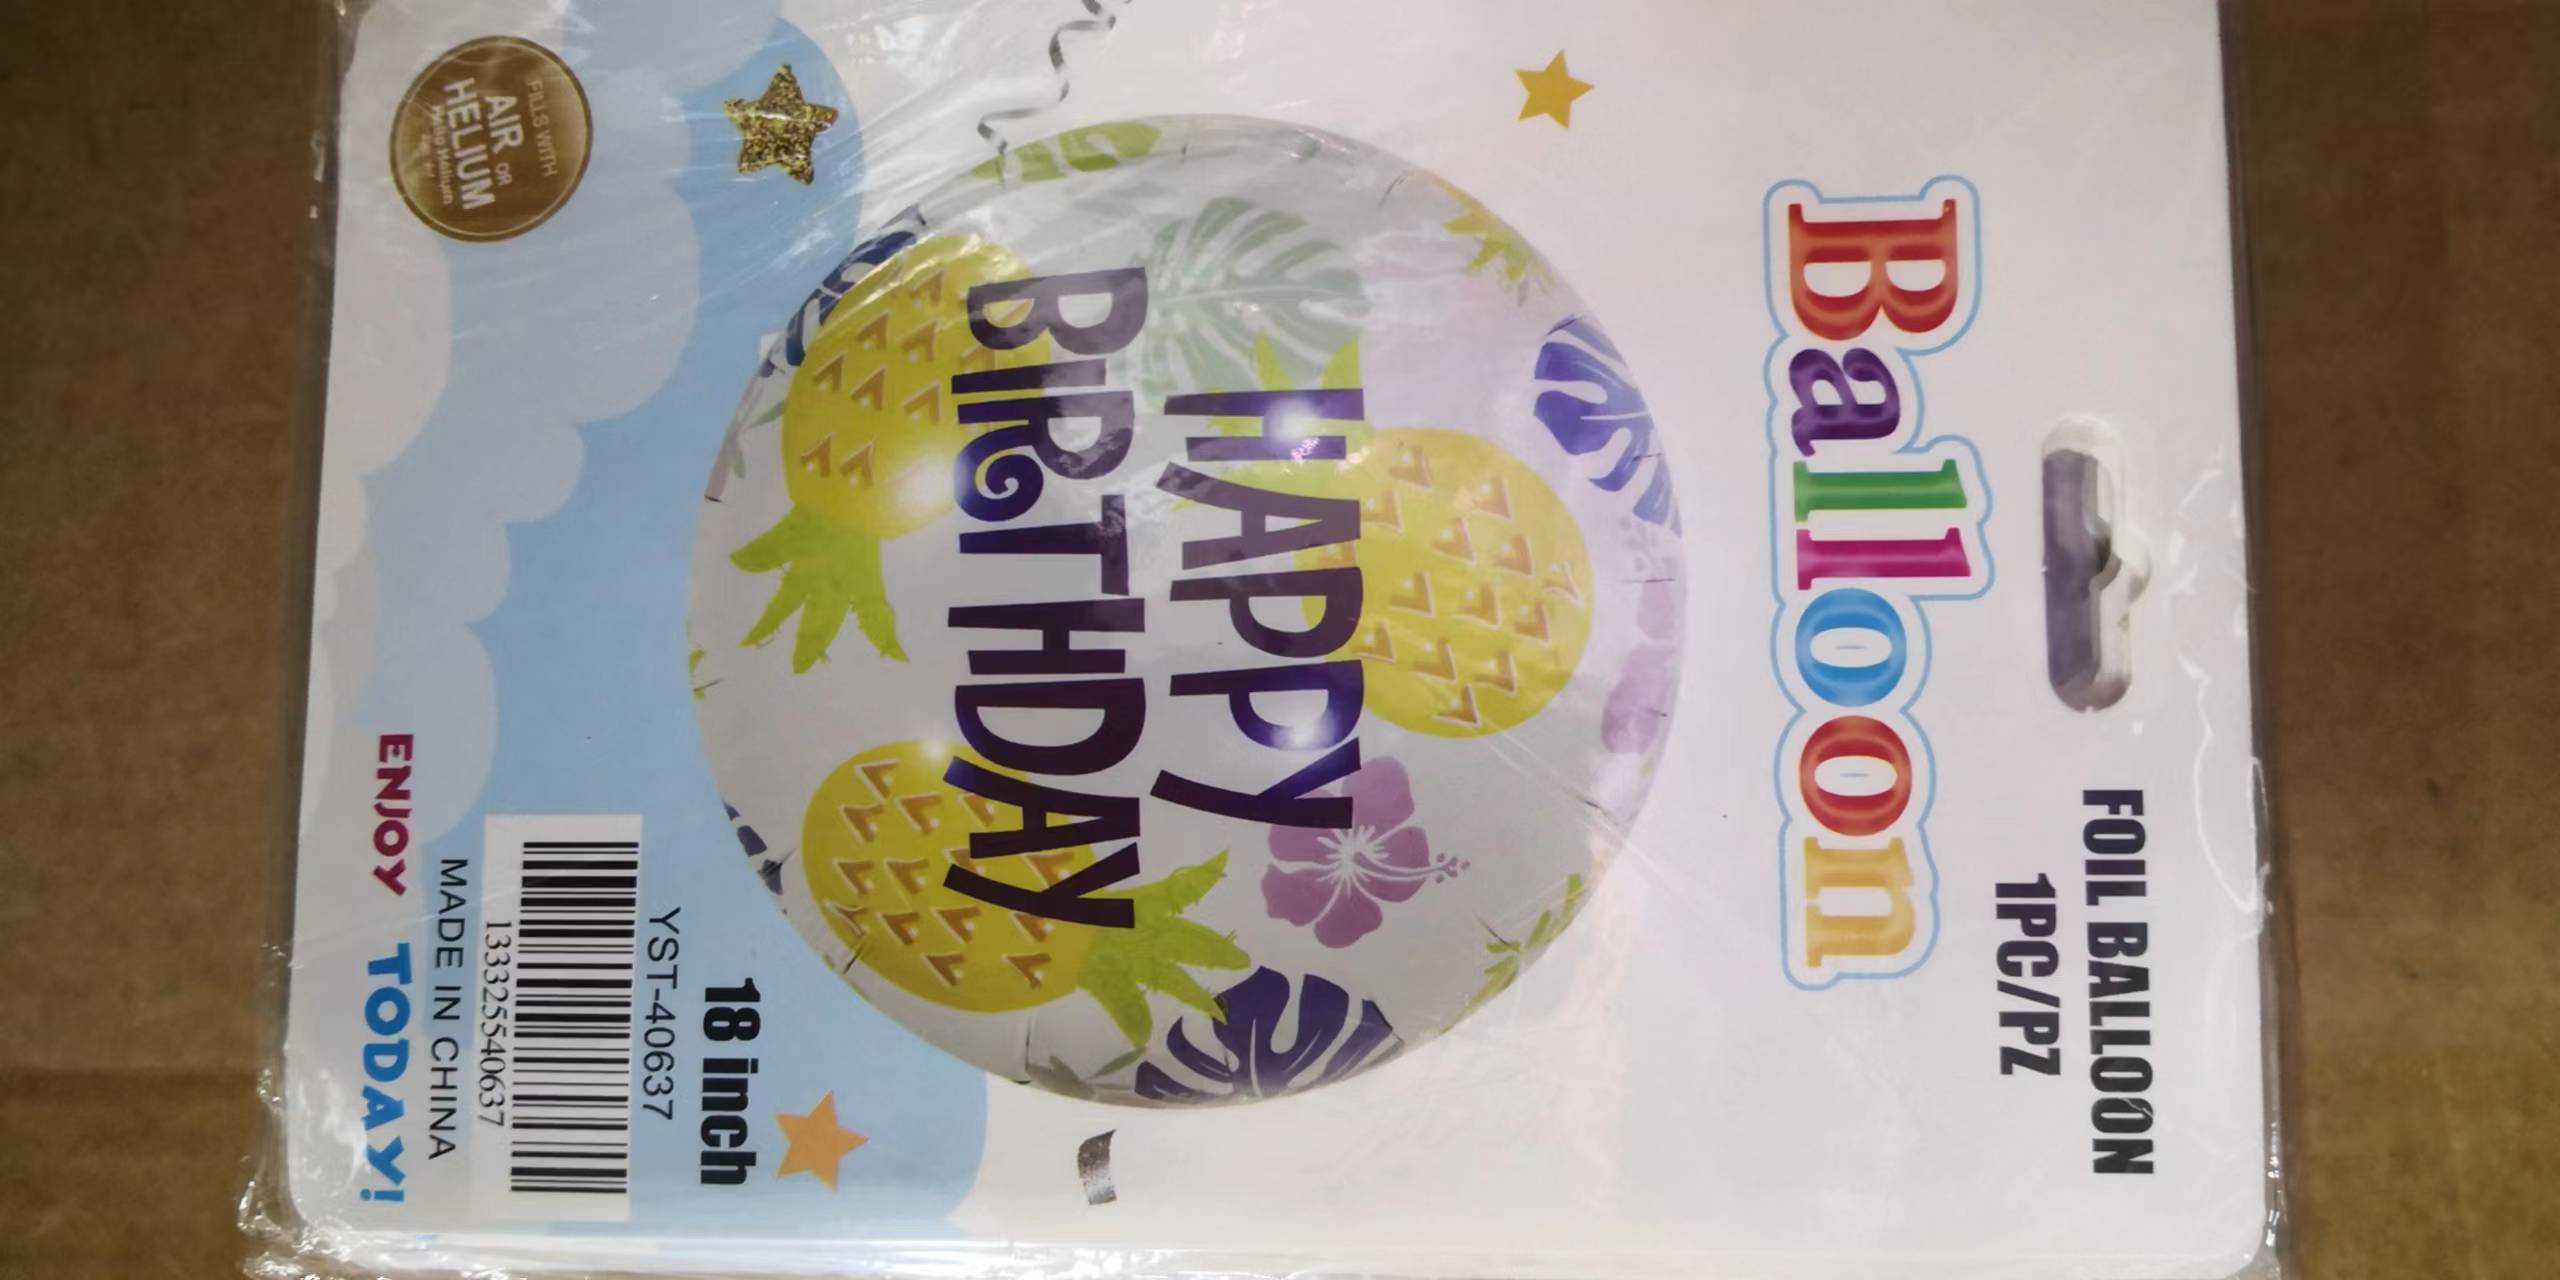 FOIL BALLOON
1PC/PZ
Balloon
HAPPY
BIRTHDAY
18 inch
YST-40637
133325540637
MADE IN CHINA
ENJOY TODAY!
FILLS WITH
AIR OR
HELIUM